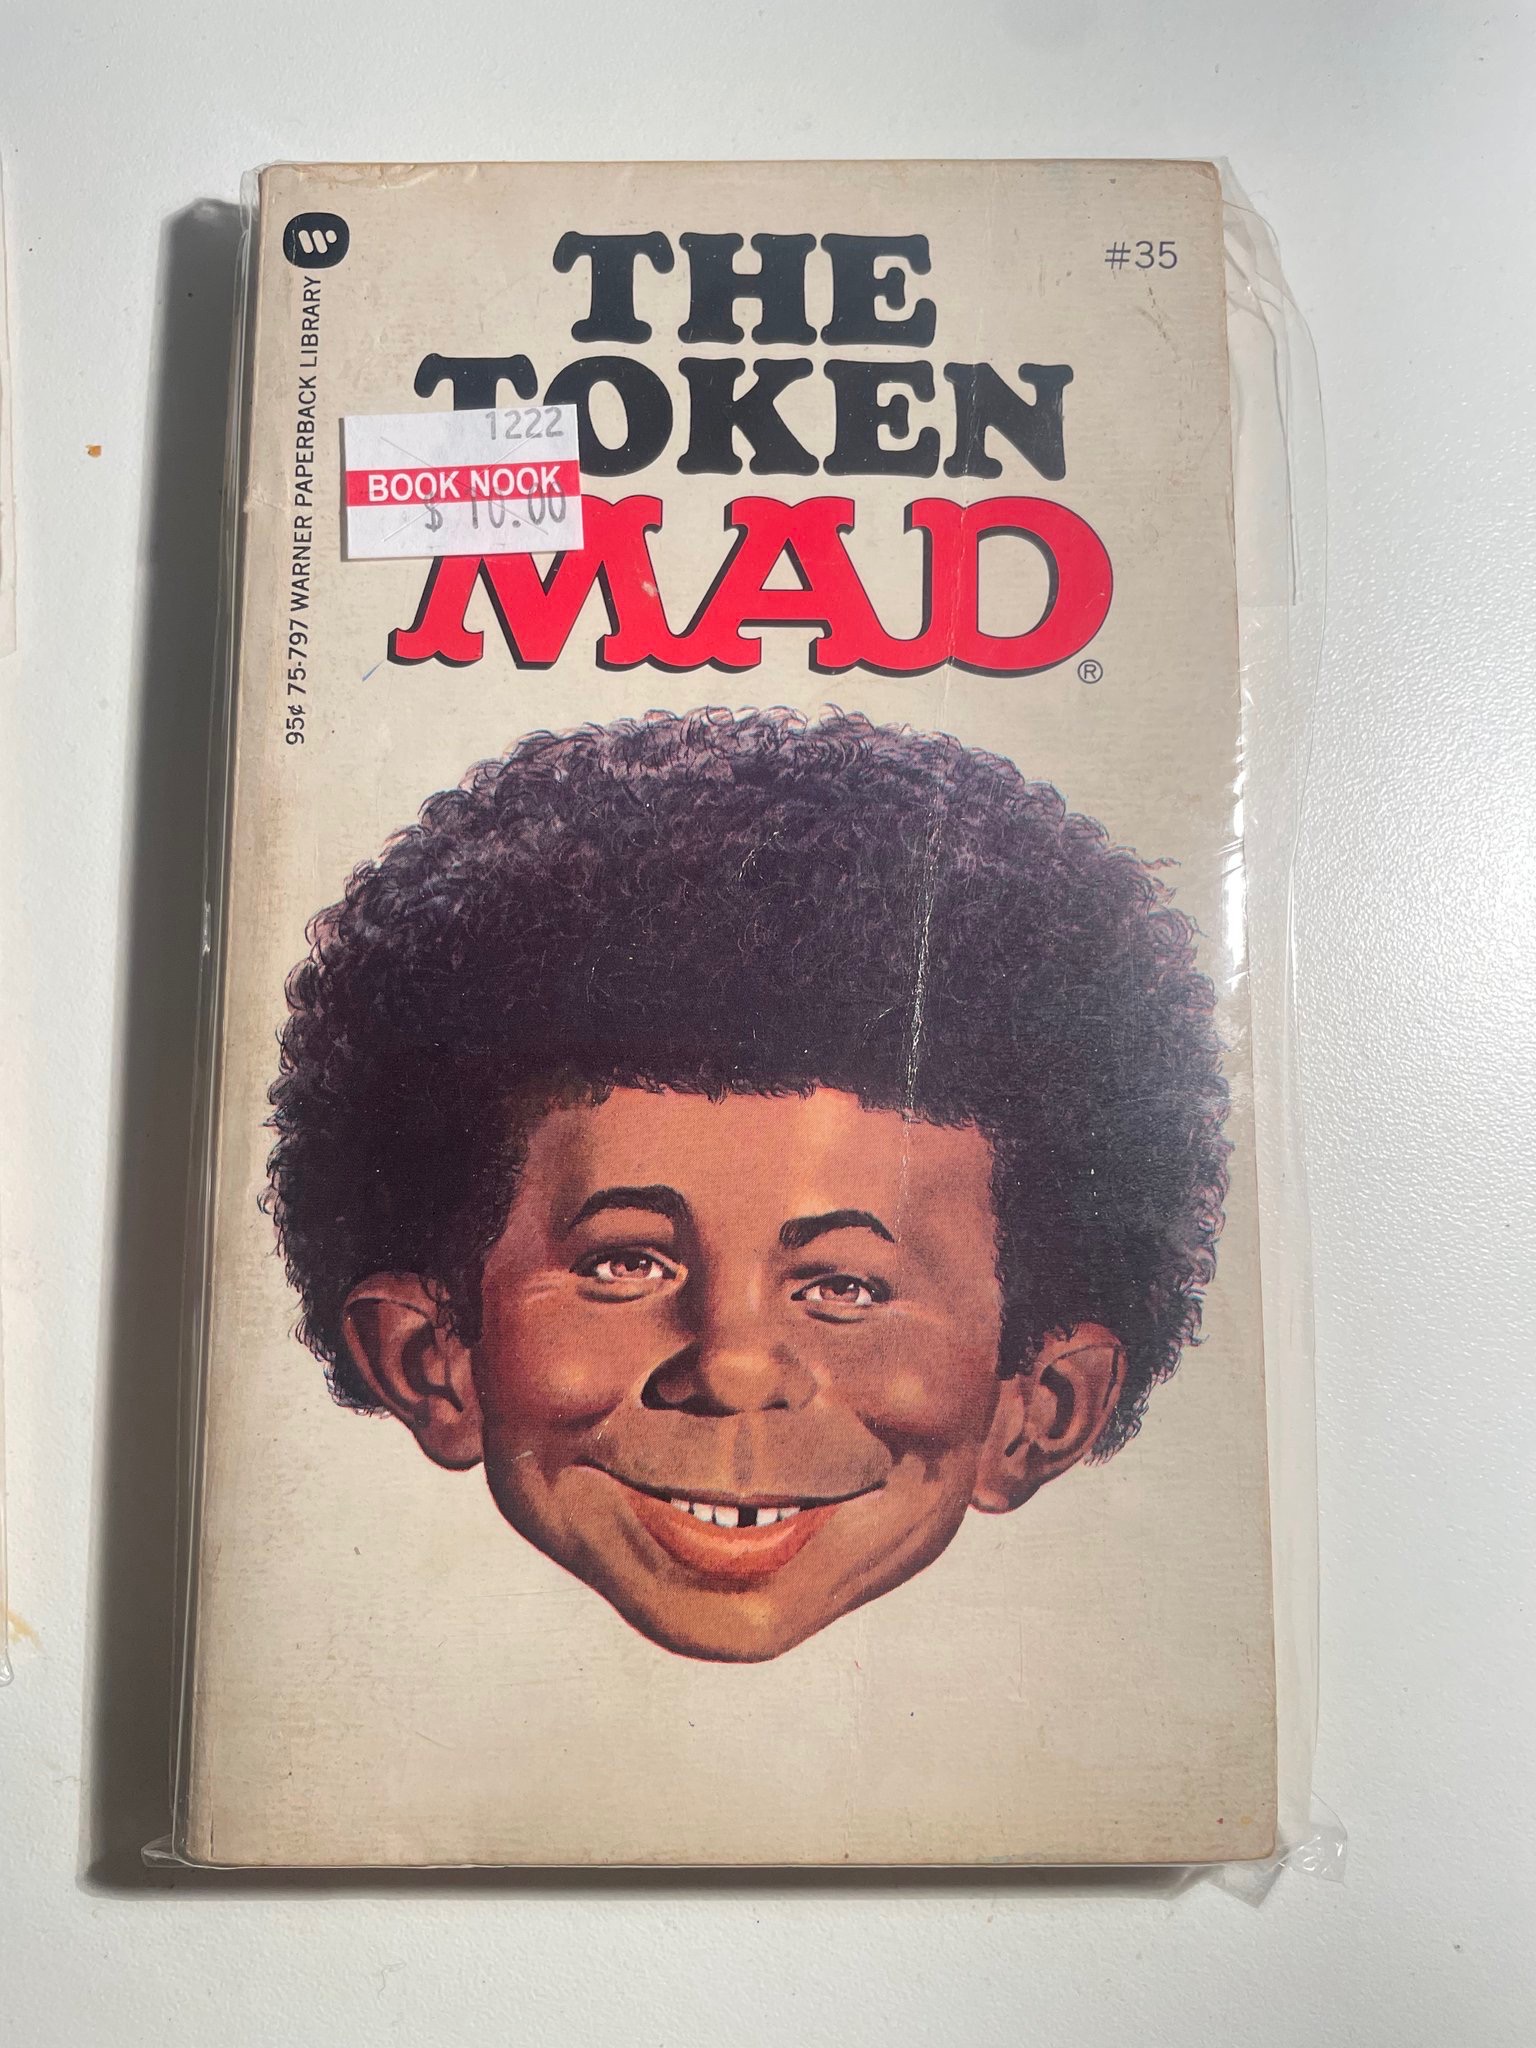 THE
#35
TOKEN
MAD
®
1222
BOOK NOOK
$ 10.00
95¢ 75-797 WARNER PAPERBACK LIBRARY